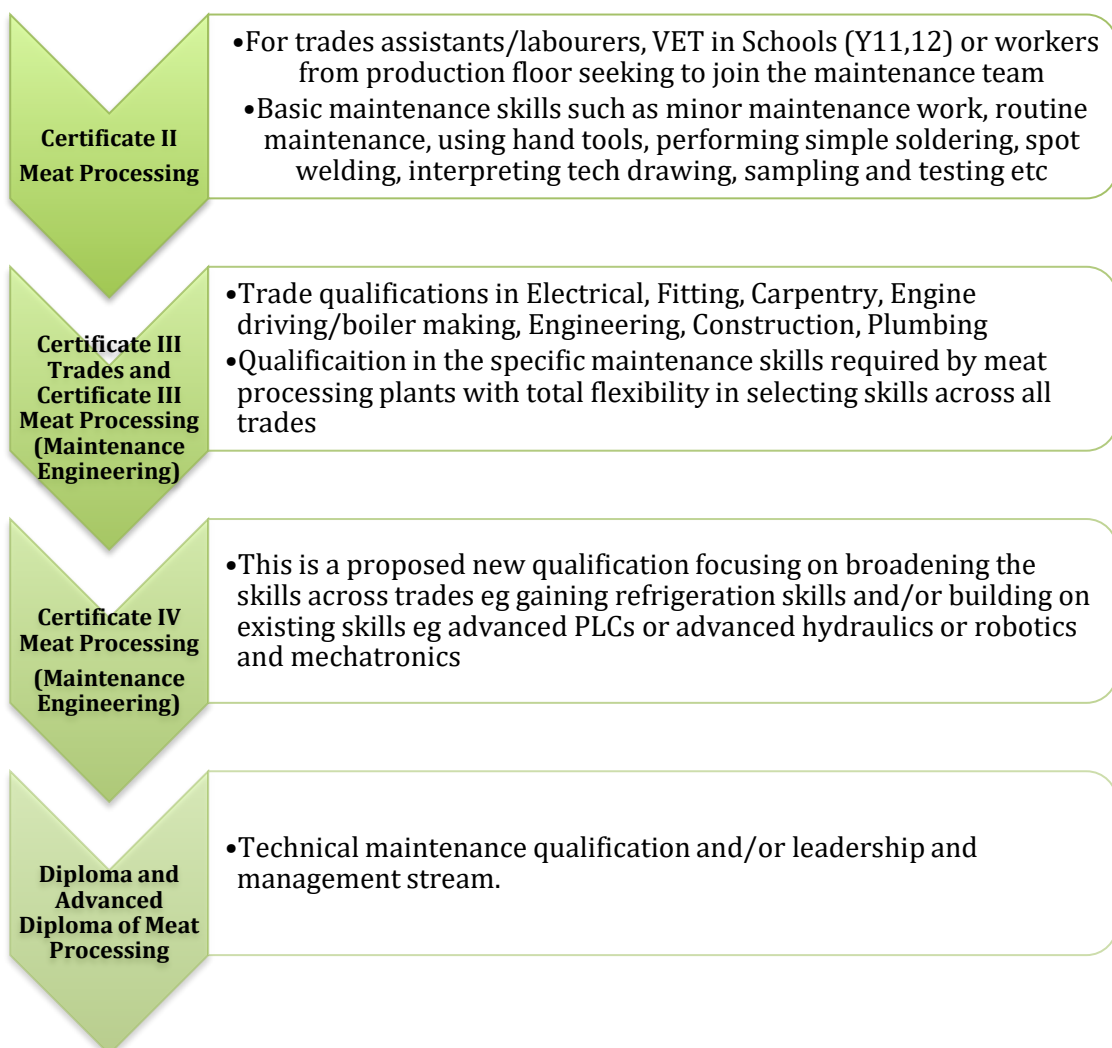 Certificate II
Meat Processing
•For trades assistants/labourers, VET in Schools (Y11,12) or workers
from production floor seeking to join the maintenance team
•Basic maintenance skills such as minor maintenance work, routine
maintenance, using hand tools, performing simple soldering, spot
welding, interpreting tech drawing, sampling and testing etc
Certificate III
Trades and
Certificate III
Meat Processing
(Maintenance
Engineering)
•Trade qualifications in Electrical, Fitting, Carpentry, Engine
driving/boiler making, Engineering, Construction, Plumbing
•Qualificaition in the specific maintenance skills required by meat
processing plants with total flexibility in selecting skills across all
trades
Certificate IV
Meat Processing
(Maintenance
Engineering)
•This is a proposed new qualification focusing on broadening the
skills across trades eg gaining refrigeration skills and/or building on
existing skills eg advanced PLCs or advanced hydraulics or robotics
and mechatronics
Diploma and
Advanced
Diploma of Meat
Processing
•Technical maintenance qualification and/or leadership and
management stream.